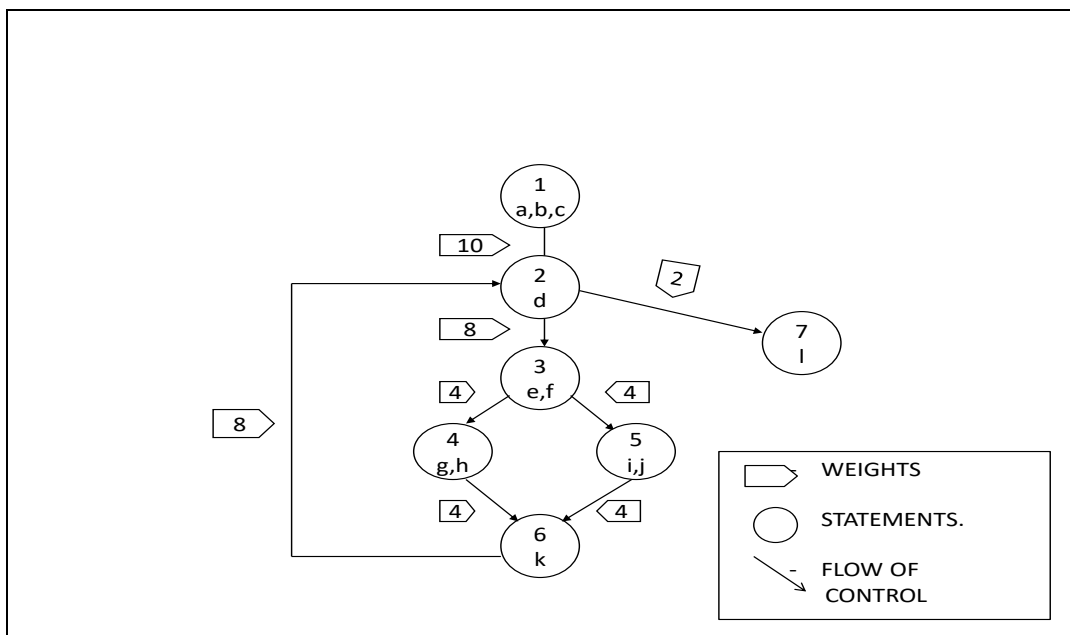 1
a,b,c
10
2
d
2
8
7
l
3
e,f
4
4
8
4
g,h
5
i,j
4
4
6
k
- WEIGHTS
STATEMENTS.
- FLOW OF
CONTROL